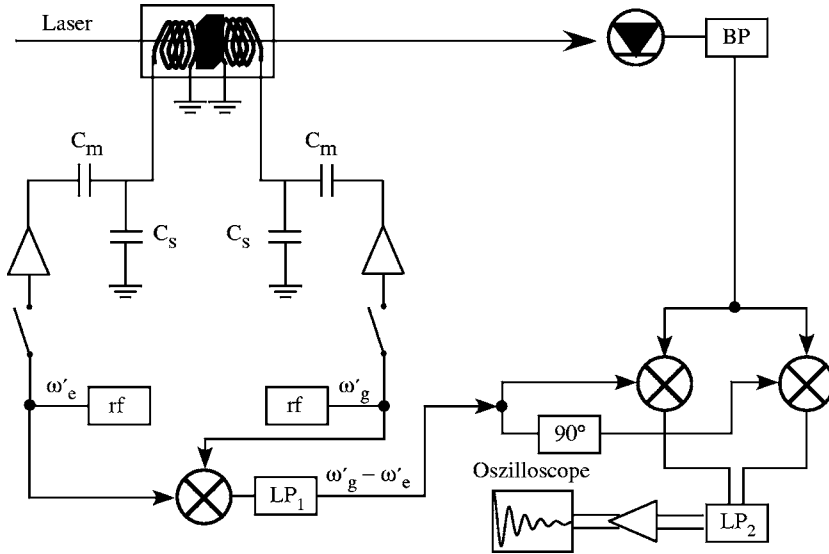 Laser
BP
C_m
C_m
C_s
C_s
ω'_e
rf
rf
ω'_g
90°
ω'_g – ω'_e
LP_1
Oszilloscope
LP_2